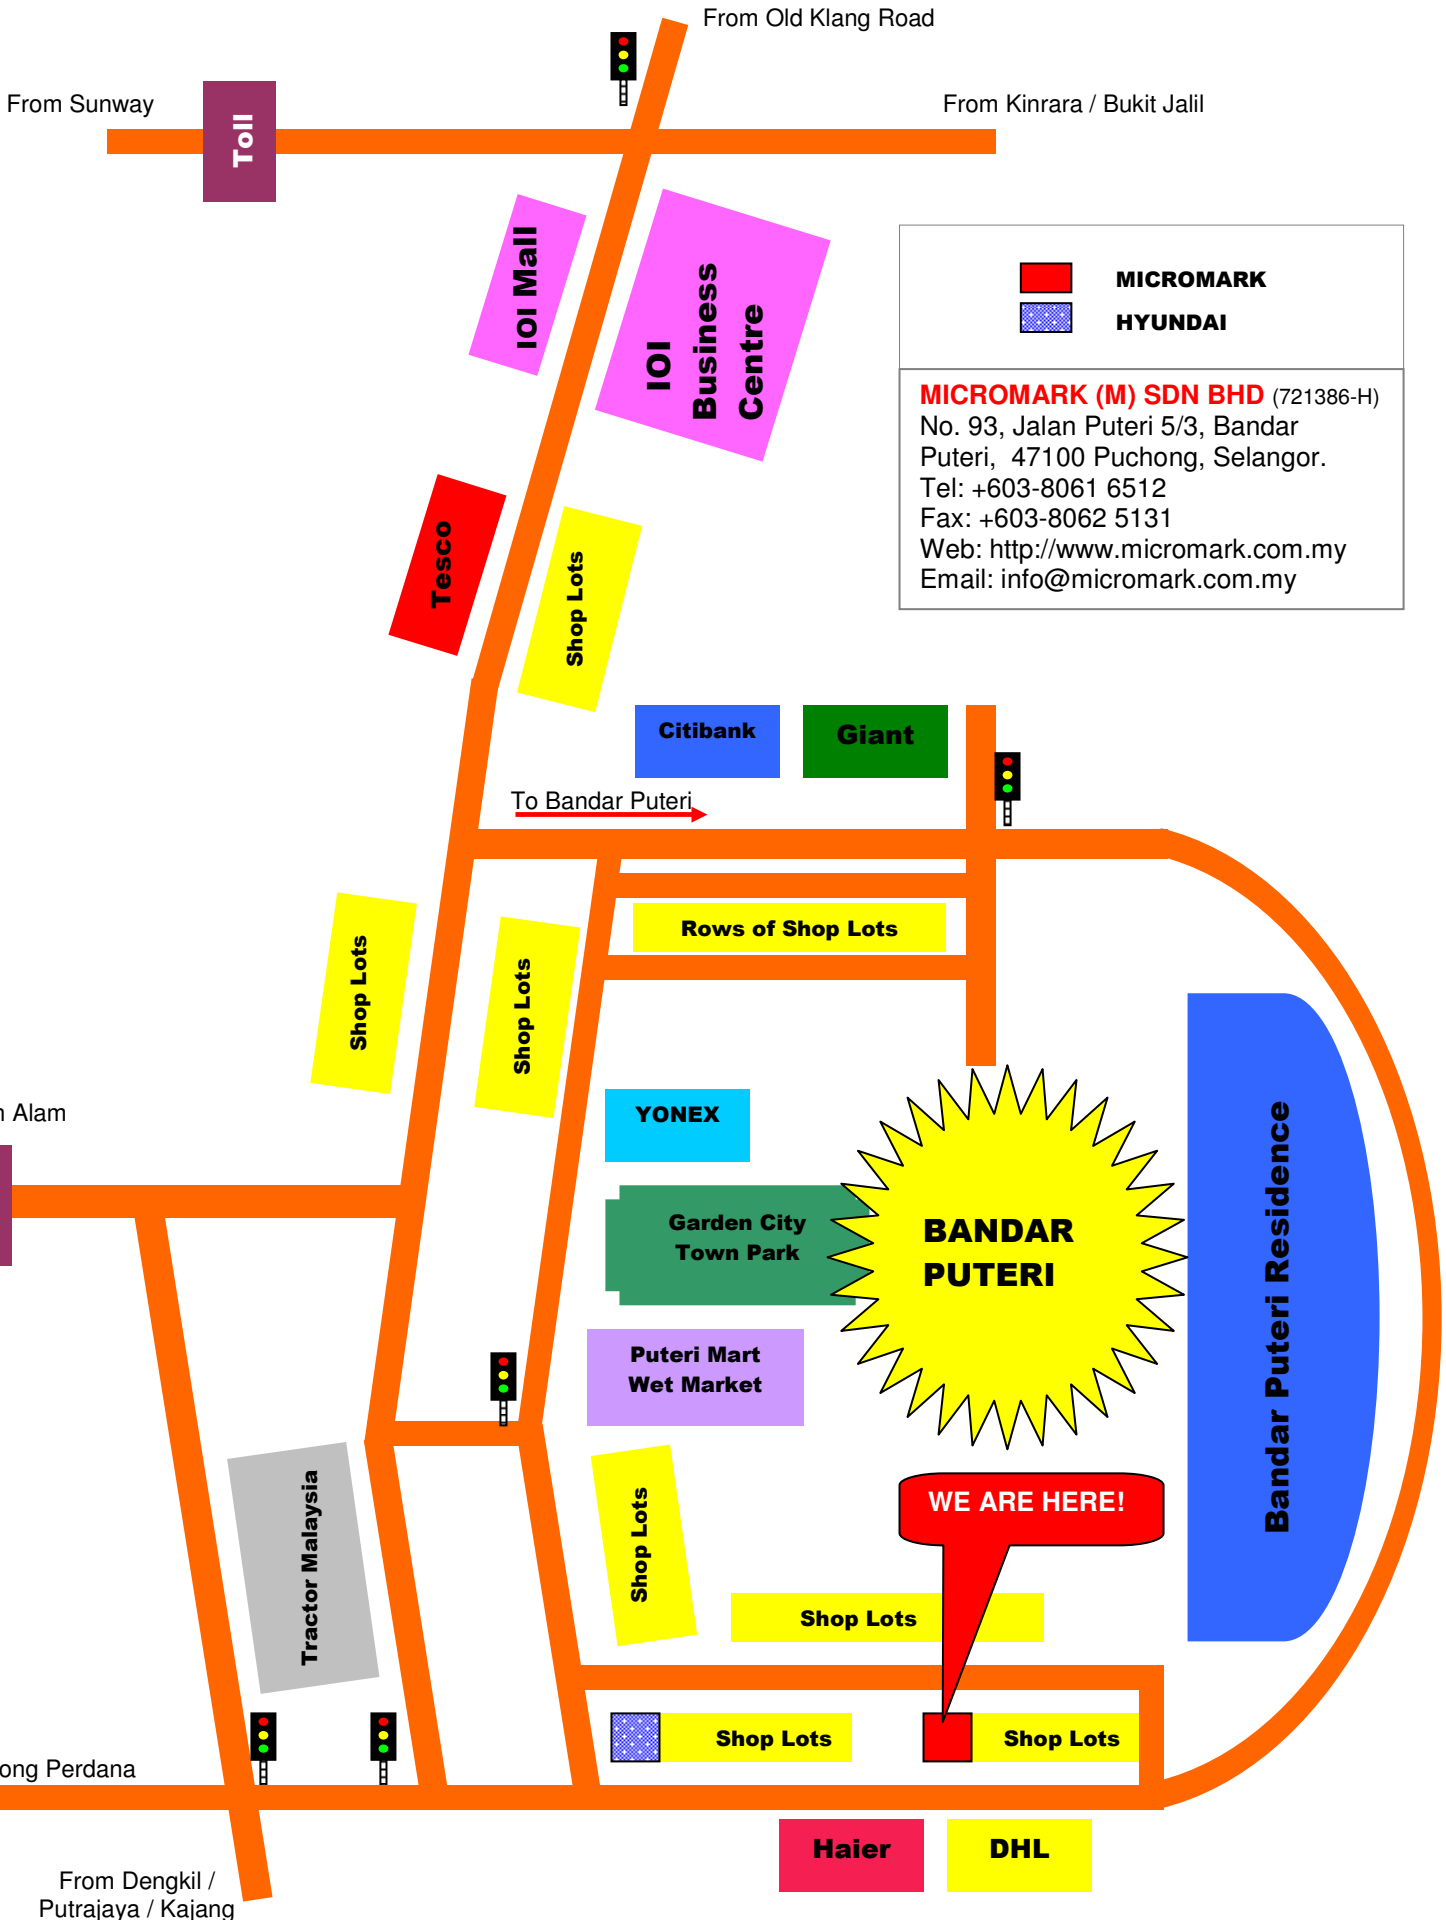 From Old Klang Road
From Sunway
From Kinrara / Bukit Jalil
Toll
IOI Mall
IOI
Business
Centre
MICROMARK
HYUNDAI
MICROMARK (M) SDN BHD (721386-H)
No. 93, Jalan Puteri 5/3, Bandar
Puteri,  47100 Puchong, Selangor.
Tel: +603-8061 6512
Fax: +603-8062 5131
Web: http://www.micromark.com.my
Email: info@micromark.com.my
Tesco
Shop Lots
Citibank
Giant
To Bandar Puteri
Rows of Shop Lots
Shop Lots
Shop Lots
Alam
YONEX
Garden City
Town Park
BANDAR
PUTERI
Bandar Puteri Residence
Puteri Mart
Wet Market
Tractor Malaysia
Shop Lots
WE ARE HERE!
Shop Lots
Shop Lots
Shop Lots
ong Perdana
Haier
DHL
From Dengkil /
Putrajaya / Kajang